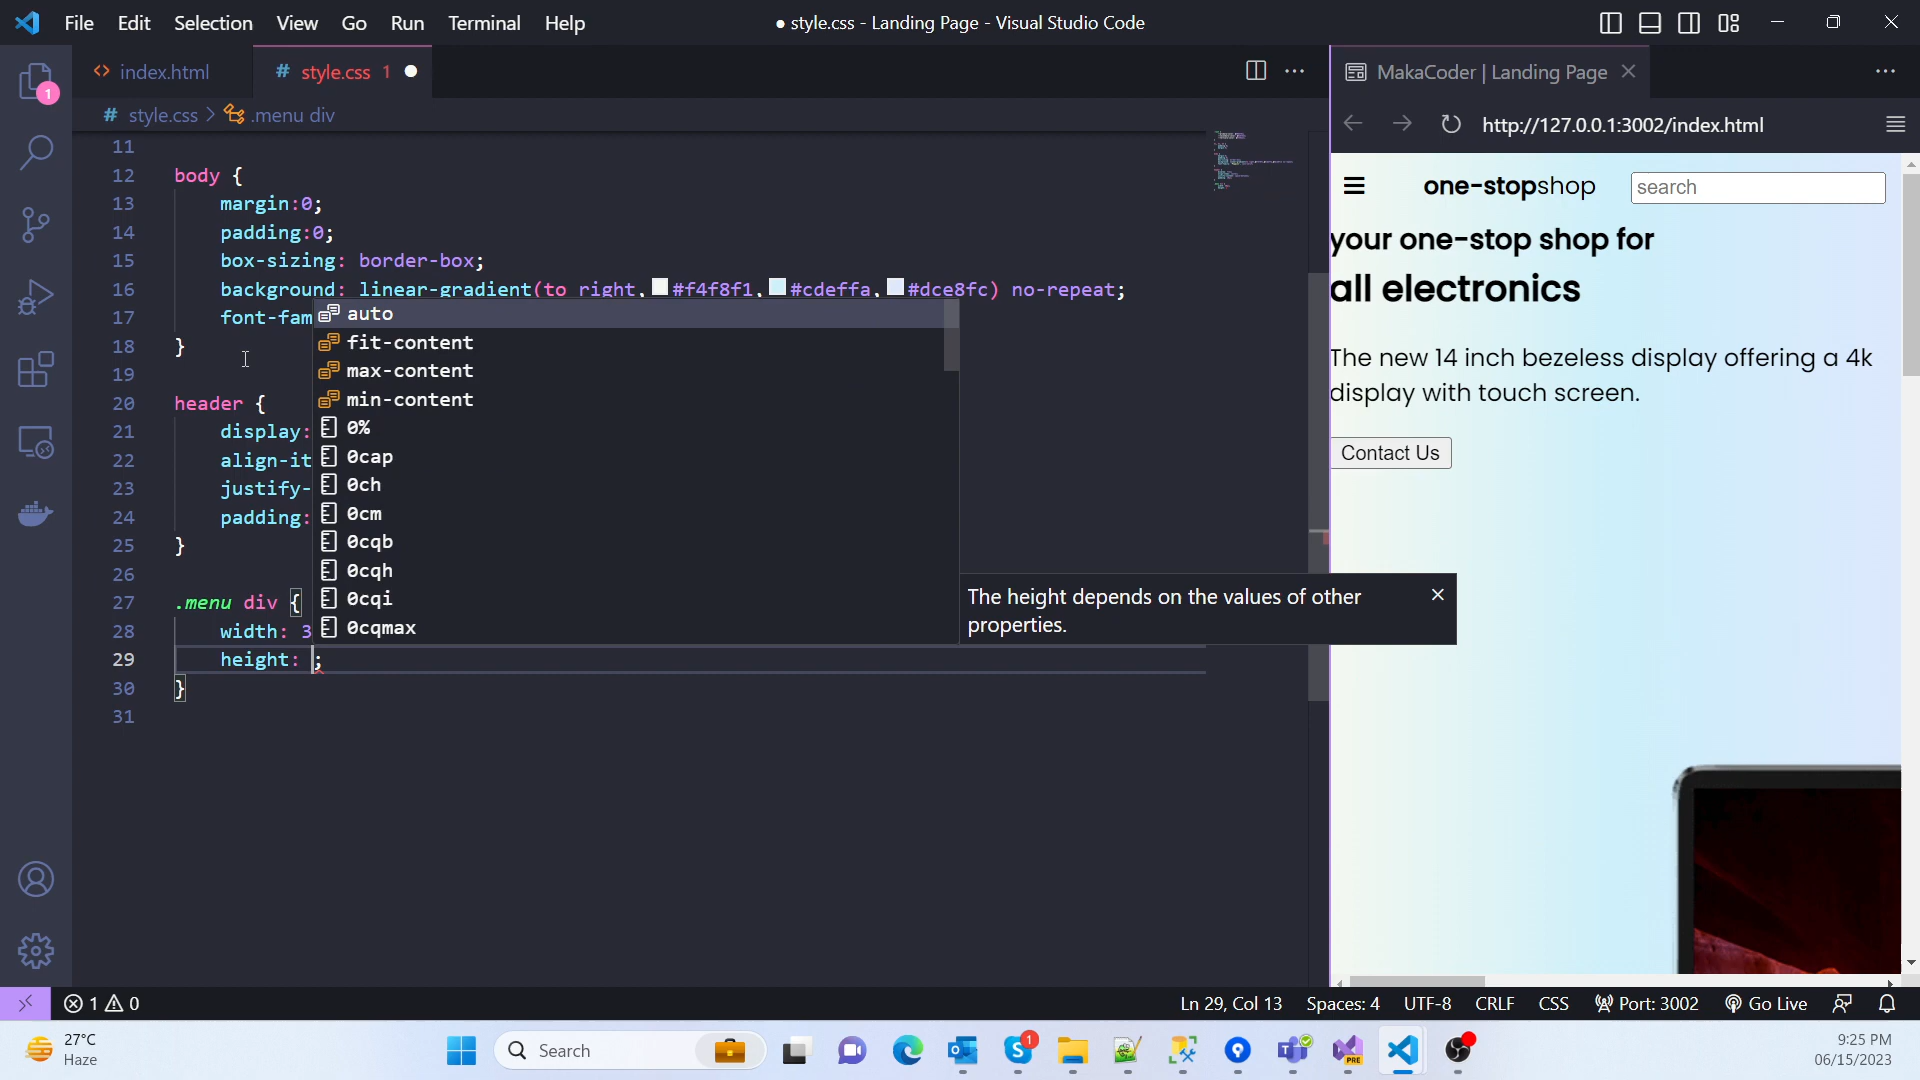 File Edit Selection View Go Run Terminal Help
● style.css - Landing Page - Visual Studio Code
<> index.html
# style.css 1 ●
# style.css > .menu div
MakaCoder | Landing Page
http://127.0.0.1:3002/index.html
11
12 body {
13 margin:0;
14 padding:0;
15 box-sizing: border-box;
16 background: linear-gradient(to right, #f4f8f1, #cdeffa, #dce8fc) no-repeat;
17 font-fam
18 }
19
20 header {
21 display:
22 align-it
23 justify-
24 padding:
25 }
26
27 .menu div {
28 width: 3
29 height: ;
30 }
31
auto
fit-content
max-content
min-content
0%
0cap
0ch
0cm
0cqb
0cqh
0cqi
0cqmax
The height depends on the values of other
properties.
one-stopshop
search
your one-stop shop for
all electronics
The new 14 inch bezeless display offering a 4k
display with touch screen.
Contact Us
1
1 0
Ln 29, Col 13 Spaces: 4 UTF-8 CRLF CSS Port: 3002 Go Live
27°C
Haze
Search
1
PRE
9:25 PM
06/15/2023